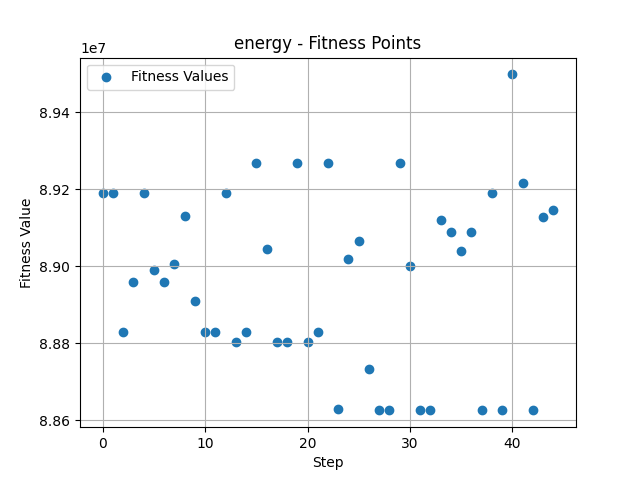 energy - Fitness Points
1e7
Fitness Values
8.94
8.92
8.90
8.88
8.86
Fitness Value
0 10 20 30 40
Step